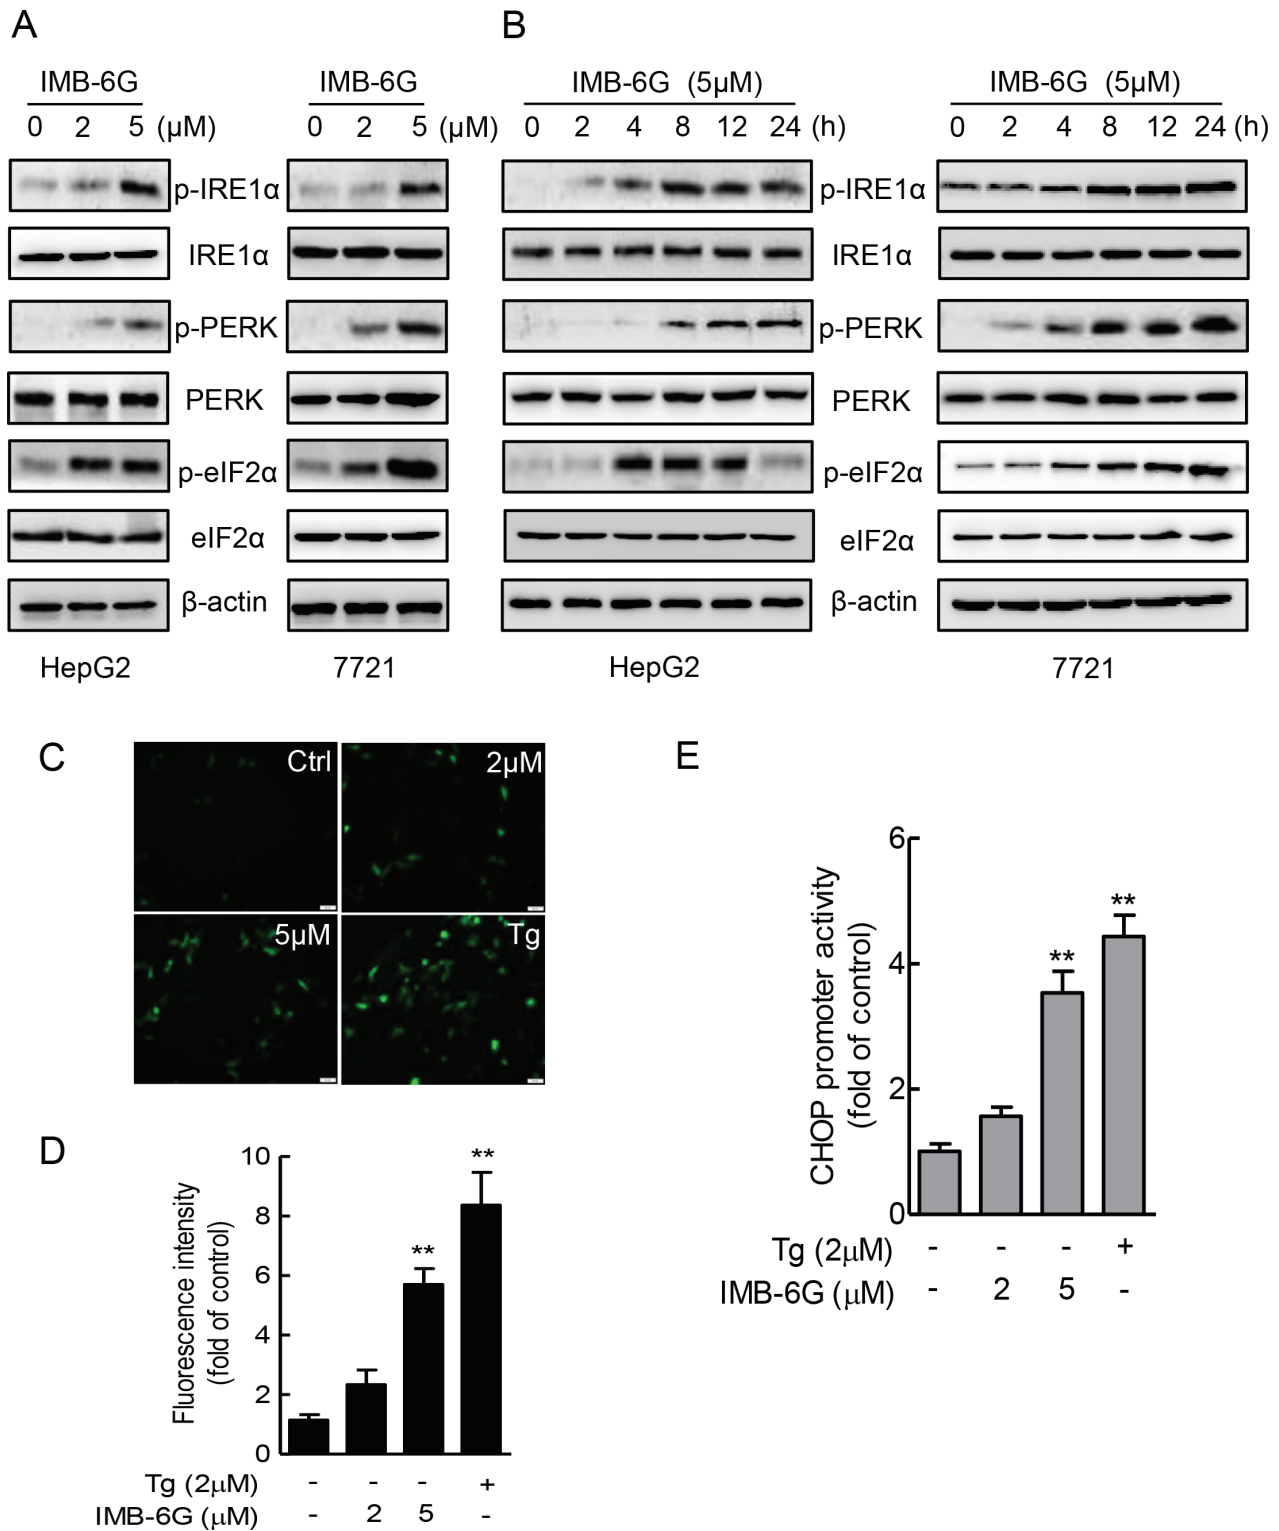 A
B
IMB-6G
IMB-6G
IMB-6G (5μM)
IMB-6G (5μM)
0 2 5 (μM)
0 2 5 (μM)
0 2 4 8 12 24 (h)
0 2 4 8 12 24 (h)
p-IRE1α
p-IRE1α
IRE1α
IRE1α
p-PERK
p-PERK
PERK
PERK
p-eIF2α
p-eIF2α
eIF2α
eIF2α
β-actin
β-actin
HepG2
7721
HepG2
7721
C
Ctrl
2μM
5μM
Tg
E
CHOP promoter activity
(fold of control)
6
4
2
0
**
**
Tg (2μM) - - - +
IMB-6G (μM) - 2 5 -
D
Fluorescence intensity
(fold of control)
10
8
6
4
2
0
**
**
Tg (2μM) - - - +
IMB-6G (μM) - 2 5 -